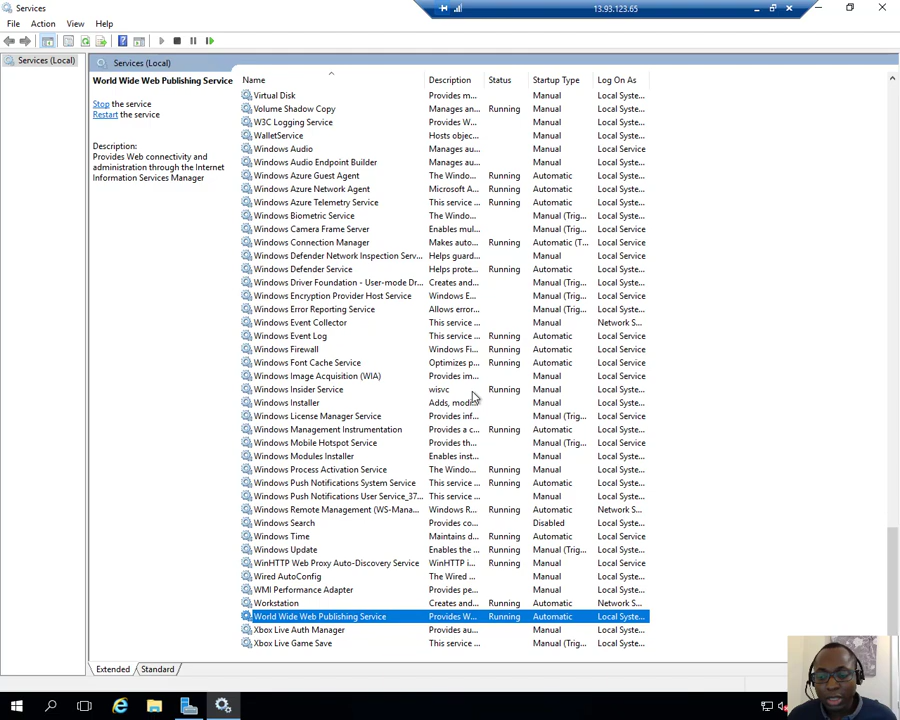 Services
13.93.123.65
File Action View Help
Services (Local)
Services (Local)
World Wide Web Publishing Service
Stop the service
Restart the service
Description:
Provides Web connectivity and
administration through the Internet
Information Services Manager
Name Description Status Startup Type Log On As
Virtual Disk Provides m... Manual Local Syste...
Volume Shadow Copy Manages an... Running Manual Local Syste...
W3C Logging Service Provides W... Manual Local Syste...
WalletService Hosts objec... Manual Local Syste...
Windows Audio Manages au... Manual Local Service
Windows Audio Endpoint Builder Manages au... Manual Local Syste...
Windows Azure Guest Agent The Windo... Running Automatic Local Syste...
Windows Azure Network Agent Microsoft A... Running Automatic Local Syste...
Windows Azure Telemetry Service This service ... Running Automatic Local Syste...
Windows Biometric Service The Windo... Manual (Trig... Local Syste...
Windows Camera Frame Server Enables mul... Manual (Trig... Local Service
Windows Connection Manager Makes auto... Running Automatic (T... Local Service
Windows Defender Network Inspection Serv... Helps guard... Manual Local Service
Windows Defender Service Helps prote... Running Automatic Local Syste...
Windows Driver Foundation - User-mode Dr... Creates and... Manual (Trig... Local Syste...
Windows Encryption Provider Host Service Windows E... Manual (Trig... Local Service
Windows Error Reporting Service Allows error... Manual (Trig... Local Syste...
Windows Event Collector This service ... Manual Network S...
Windows Event Log This service ... Running Automatic Local Service
Windows Firewall Windows Fi... Running Automatic Local Service
Windows Font Cache Service Optimizes p... Running Automatic Local Service
Windows Image Acquisition (WIA) Provides im... Manual Local Service
Windows Insider Service wisvc Running Manual Local Syste...
Windows Installer Adds, modi Manual Local Syste...
Windows License Manager Service Provides inf... Manual (Trig... Local Service
Windows Management Instrumentation Provides a c... Running Automatic Local Syste...
Windows Mobile Hotspot Service Provides th... Manual (Trig... Local Service
Windows Modules Installer Enables inst... Manual Local Syste...
Windows Process Activation Service The Windo... Running Manual Local Syste...
Windows Push Notifications System Service This service ... Running Automatic Local Syste...
Windows Push Notifications User Service_37... This service ... Manual Local Syste...
Windows Remote Management (WS-Mana... Windows R... Running Automatic Network S...
Windows Search Provides co... Disabled Local Syste...
Windows Time Maintains d... Running Automatic Local Service
Windows Update Enables the ... Running Manual (Trig... Local Syste...
WinHTTP Web Proxy Auto-Discovery Service WinHTTP i... Running Manual Local Service
Wired AutoConfig The Wired ... Manual Local Syste...
WMI Performance Adapter Provides pe... Manual Local Syste...
Workstation Creates and... Running Automatic Network S...
World Wide Web Publishing Service Provides W... Running Automatic Local Syste...
Xbox Live Auth Manager Provides au... Manual Local Syste...
Xbox Live Game Save This service ... Manual Local Syste...
Extended Standard